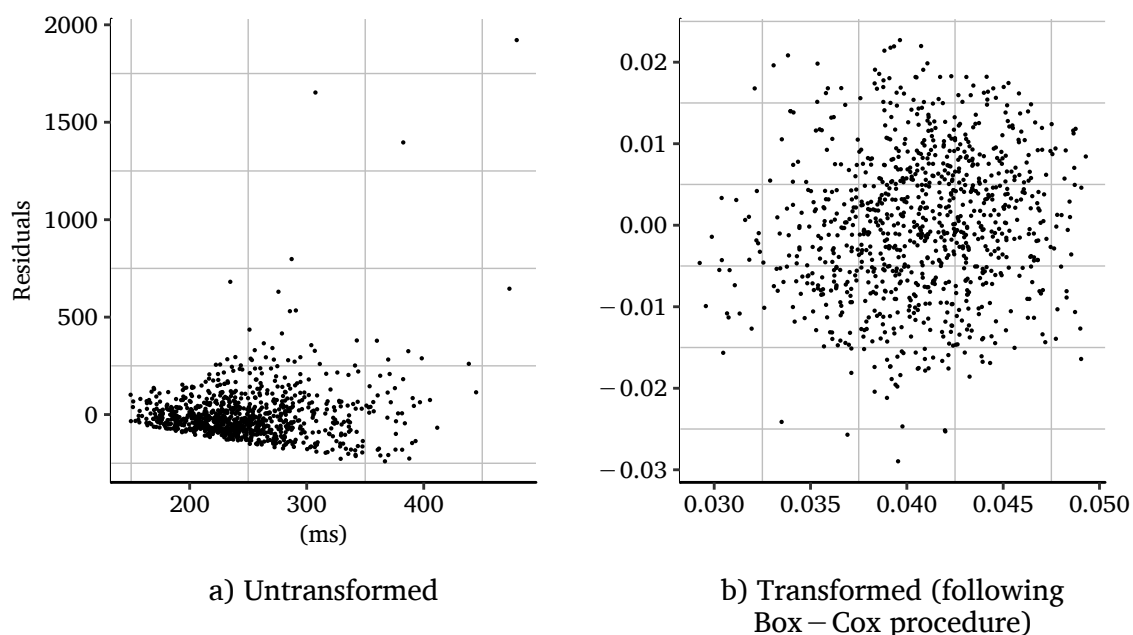 2000
1500
1000
500
0
Residuals
200 300 400
(ms)
a) Untransformed
0.02
0.01
0.00
−0.01
−0.02
−0.03
0.030 0.035 0.040 0.045 0.050
b) Transformed (following
Box−Cox procedure)